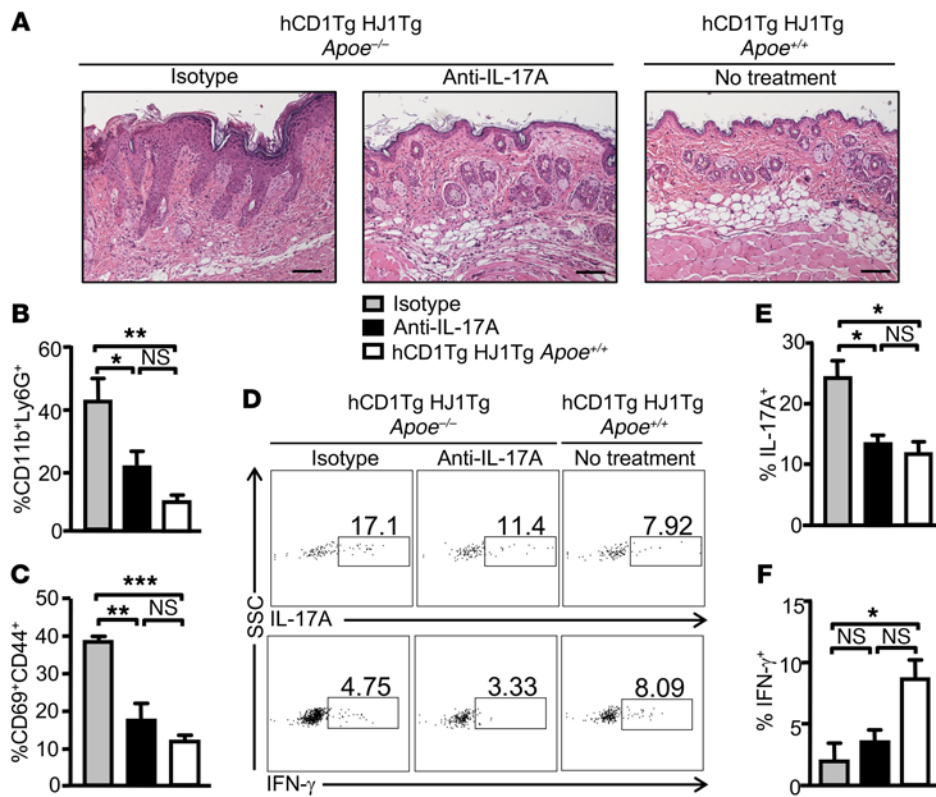 A
hCD1Tg HJ1Tg
Apoe–/–
hCD1Tg HJ1Tg
Apoe+/+
Isotype
Anti-IL-17A
No treatment
Isotype
Anti-IL-17A
hCD1Tg HJ1Tg Apoe+/+
B
%CD11b+Ly6G+
60
40
20
0
**
*
NS
C
%CD69+CD44+
50
40
30
20
10
0
***
**
NS
D
hCD1Tg HJ1Tg
Apoe–/–
hCD1Tg HJ1Tg
Apoe+/+
Isotype
Anti-IL-17A
No treatment
17.1
11.4
7.92
SSC
IL-17A
4.75
3.33
8.09
IFN-γ
E
% IL-17A+
30
20
10
0
*
*
NS
F
% IFN-γ+
15
10
5
0
*
NS
NS